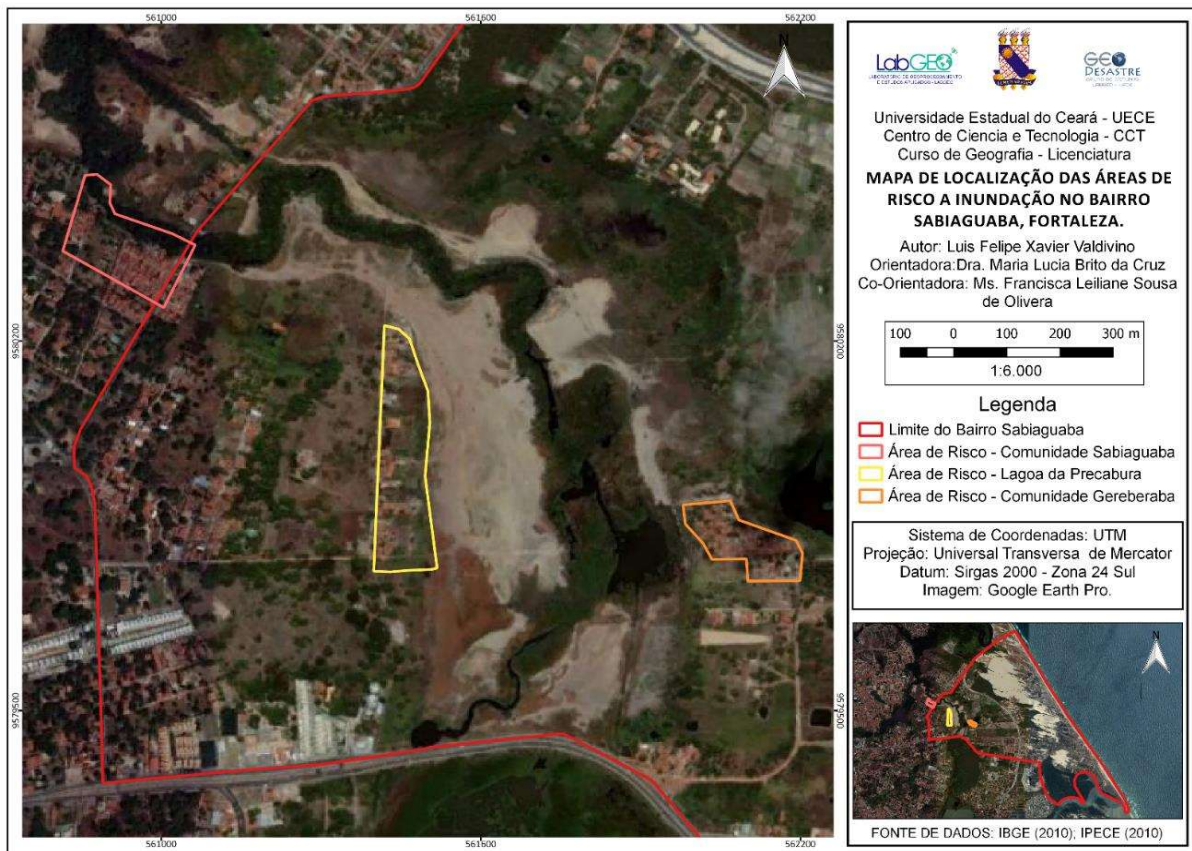 561000
561600
562200
9580200
9580200
9579500
9579500
561000
561600
562200
N
LabGEO
LABORATÓRIO DE GEOPROCESSAMENTO
GEO
DESASTRE
Universidade Estadual do Ceará - UECE
Centro de Ciencia e Tecnologia - CCT
Curso de Geografia - Licenciatura
MAPA DE LOCALIZAÇÃO DAS ÁREAS DE
RISCO A INUNDAÇÃO NO BAIRRO
SABIAGUABA, FORTALEZA.
Autor: Luis Felipe Xavier Valdivino
Orientadora:Dra. Maria Lucia Brito da Cruz
Co-Orientadora: Ms. Francisca Leiliane Sousa
de Olivera
100 0 100 200 300 m
1:6.000
Legenda
Limite do Bairro Sabiaguaba
Área de Risco - Comunidade Sabiaguaba
Área de Risco - Lagoa da Precabura
Área de Risco - Comunidade Gereberaba
Sistema de Coordenadas: UTM
Projeção: Universal Transversa de Mercator
Datum: Sirgas 2000 - Zona 24 Sul
Imagem: Google Earth Pro.
N
FONTE DE DADOS: IBGE (2010); IPECE (2010)